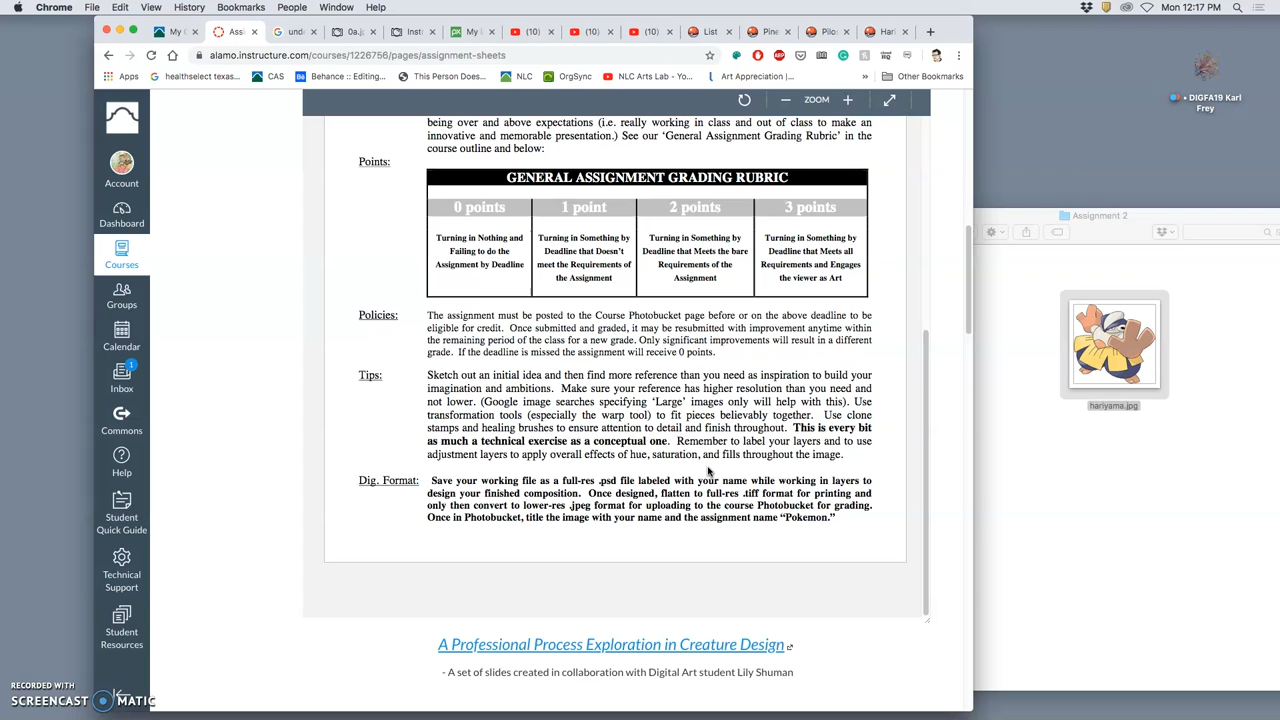 Chrome File Edit View History Bookmarks People Window Help Mon 12:17 PM
My C Assi und 0a.j Inst My l (10) (10) (10) List Pine Pilo Hari
alamo.instructure.com/courses/1226756/pages/assignment-sheets
Apps healthselect texas... CAS Behance :: Editing... This Person Does... NLC OrgSync NLC Arts Lab - Yo... Art Appreciation |... » Other Bookmarks
ZOOM
being over and above expectations (i.e. really working in class and out of class to make an
innovative and memorable presentation.) See our ‘General Assignment Grading Rubric’ in the
course outline and below:
Points:
GENERAL ASSIGNMENT GRADING RUBRIC
0 points 1 point 2 points 3 points
Turning in Nothing and Turning in Something by Turning in Something by Turning in Something by
Failing to do the Deadline that Doesn’t Deadline that Meets the bare Deadline that Meets all
Assignment by Deadline meet the Requirements of Requirements of the Requirements and Engages
the Assignment Assignment the viewer as Art
Policies: The assignment must be posted to the Course Photobucket page before or on the above deadline to be
eligible for credit. Once submitted and graded, it may be resubmitted with improvement anytime within
the remaining period of the class for a new grade. Only significant improvements will result in a different
grade. If the deadline is missed the assignment will receive 0 points.
Tips: Sketch out an initial idea and then find more reference than you need as inspiration to build your
imagination and ambitions. Make sure your reference has higher resolution than you need and
not lower. (Google image searches specifying ‘Large’ images only will help with this). Use
transformation tools (especially the warp tool) to fit pieces believably together. Use clone
stamps and healing brushes to ensure attention to detail and finish throughout. This is every bit
as much a technical exercise as a conceptual one. Remember to label your layers and to use
adjustment layers to apply overall effects of hue, saturation, and fills throughout the image.
Dig. Format: Save your working file as a full-res .psd file labeled with your name while working in layers to
design your finished composition. Once designed, flatten to full-res .tiff format for printing and
only then convert to lower-res .jpeg format for uploading to the course Photobucket for grading.
Once in Photobucket, title the image with your name and the assignment name “Pokemon.”
A Professional Process Exploration in Creature Design
- A set of slides created in collaboration with Digital Art student Lily Shuman
Account
Dashboard
Courses
Groups
Calendar
1
Inbox
Commons
Help
Student
Quick Guide
Technical
Support
Student
Resources
DIGFA19 Karl
Frey
Assignment 2
hariyama.jpg
RECORDED WITH
SCREENCAST MATIC